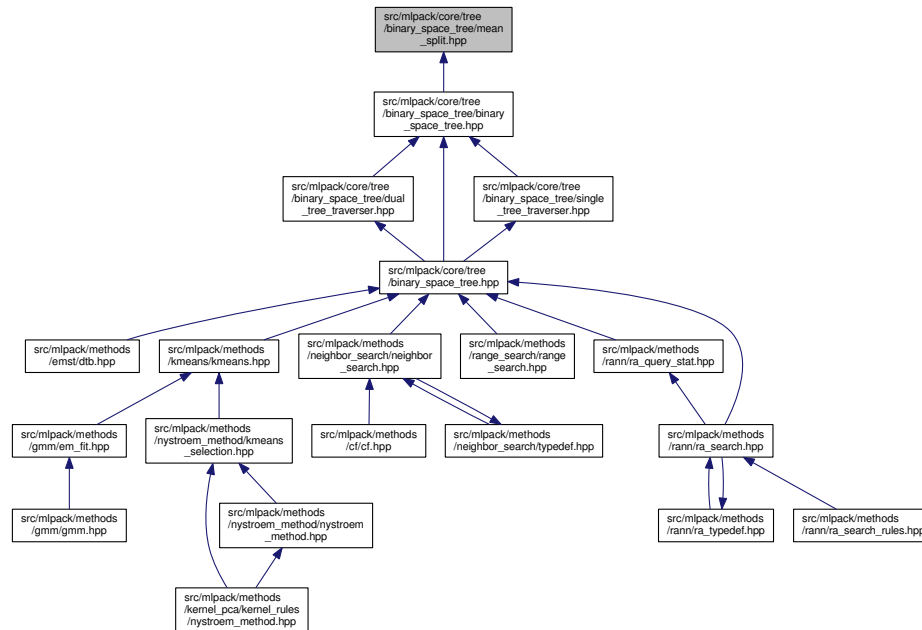 src/mlpack/core/tree
/binary_space_tree/mean
_split.hpp
src/mlpack/core/tree
/binary_space_tree/binary
_space_tree.hpp
src/mlpack/core/tree
/binary_space_tree/dual
_tree_traverser.hpp
src/mlpack/core/tree
/binary_space_tree/single
_tree_traverser.hpp
src/mlpack/core/tree
/binary_space_tree.hpp
src/mlpack/methods
/emst/dtb.hpp
src/mlpack/methods
/kmeans/kmeans.hpp
src/mlpack/methods
/neighbor_search/neighbor
_search.hpp
src/mlpack/methods
/range_search/range
_search.hpp
src/mlpack/methods
/rann/ra_query_stat.hpp
src/mlpack/methods
/gmm/em_fit.hpp
src/mlpack/methods
/nystroem_method/kmeans
_selection.hpp
src/mlpack/methods
/cf/cf.hpp
src/mlpack/methods
/neighbor_search/typedef.hpp
src/mlpack/methods
/rann/ra_search.hpp
src/mlpack/methods
/gmm/gmm.hpp
src/mlpack/methods
/nystroem_method/nystroem
_method.hpp
src/mlpack/methods
/rann/ra_typedef.hpp
src/mlpack/methods
/rann/ra_search_rules.hpp
src/mlpack/methods
/kernel_pca/kernel_rules
/nystroem_method.hpp